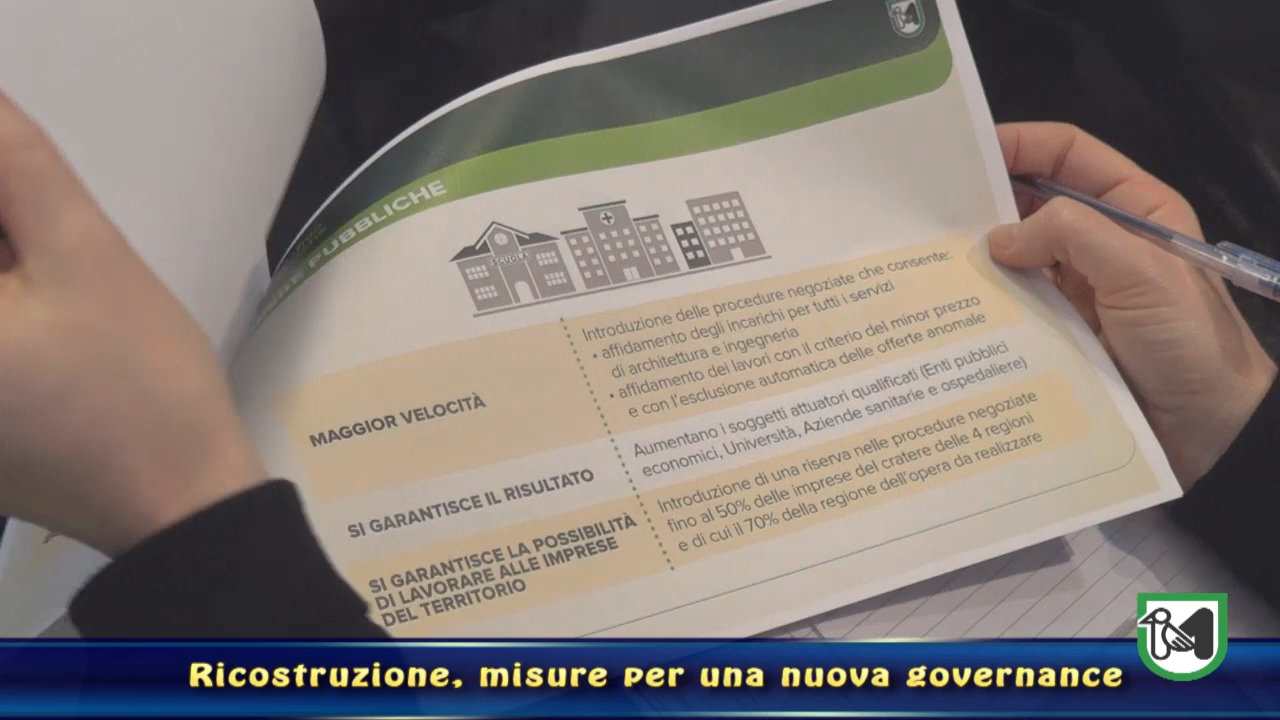 PUBBLICHE
SCUOLA
MAGGIOR VELOCITÀ
Introduzione delle procedure negoziate che consente:
• affidamento degli incarichi per tutti i servizi
di architettura e ingegneria
• affidamento dei lavori con il criterio del minor prezzo
e con l'esclusione automatica delle offerte anomale
SI GARANTISCE IL RISULTATO
Aumentano i soggetti attuatori qualificati (Enti pubblici
economici, Università, Aziende sanitarie e ospedaliere)
SI GARANTISCE LA POSSIBILITÀ
DI LAVORARE ALLE IMPRESE
DEL TERRITORIO
Introduzione di una riserva nelle procedure negoziate
fino al 50% delle imprese del cratere delle 4 regioni
e di cui il 70% della regione dell'opera da realizzare
Ricostruzione, misure per una nuova governance